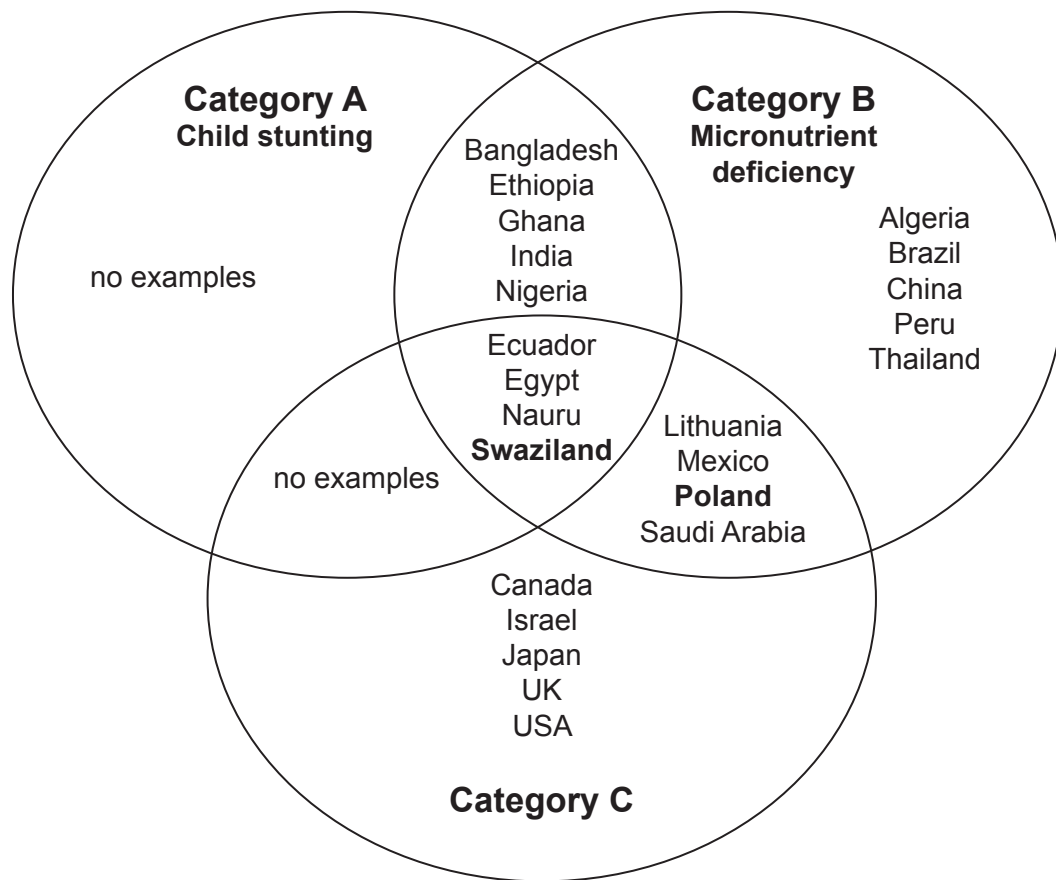 Category A
Child stunting
Category B
Micronutrient
deficiency
Bangladesh
Ethiopia
Ghana
India
Nigeria
Algeria
Brazil
China
Peru
Thailand
no examples
Ecuador
Egypt
Nauru
Swaziland
Lithuania
Mexico
Poland
Saudi Arabia
no examples
Canada
Israel
Japan
UK
USA
Category C